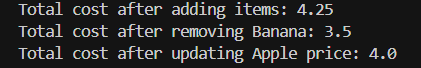 Total cost after adding items: 4.25
Total cost after removing Banana: 3.5
Total cost after updating Apple price: 4.0